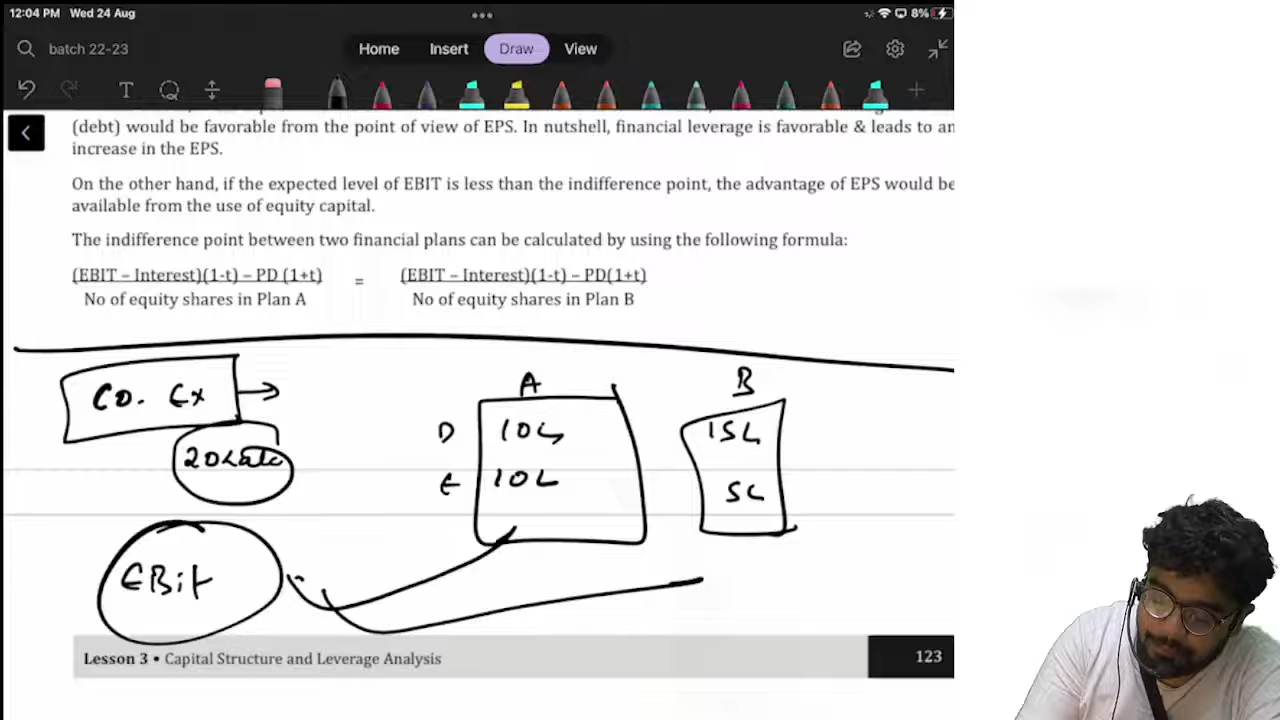 12:04 PM Wed 24 Aug
8%
batch 22-23
Home Insert Draw View
(debt) would be favorable from the point of view of EPS. In nutshell, financial leverage is favorable & leads to an
increase in the EPS.
On the other hand, if the expected level of EBIT is less than the indifference point, the advantage of EPS would be
available from the use of equity capital.
The indifference point between two financial plans can be calculated by using the following formula:
(EBIT – Interest)(1-t) – PD (1+t) = (EBIT – Interest)(1-t) – PD(1+t)
No of equity shares in Plan A No of equity shares in Plan B
A B
CO. Ex
D 10L 15L
20Lakh
E 10L 5L
EBit
Lesson 3 • Capital Structure and Leverage Analysis 123